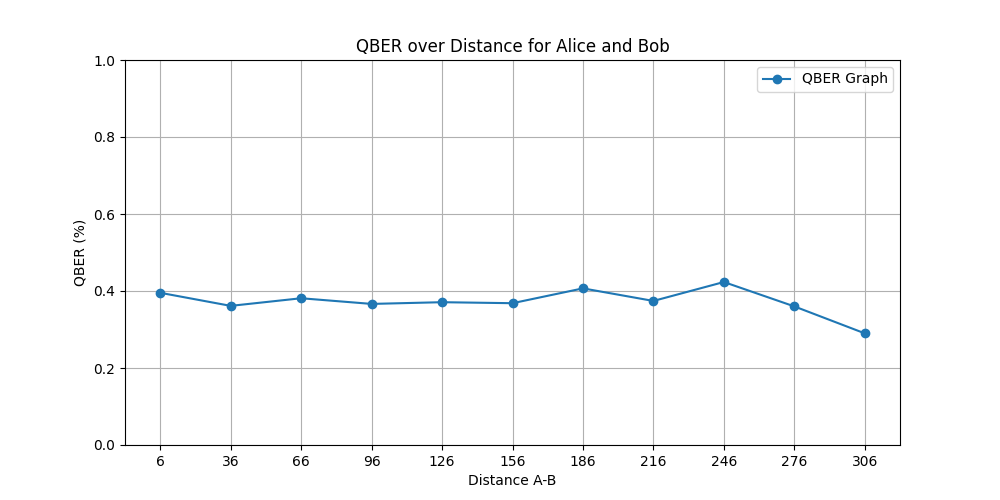 QBER over Distance for Alice and Bob
QBER Graph
1.0
0.8
0.6
0.4
0.2
0.0
QBER (%)
6 36 66 96 126 156 186 216 246 276 306
Distance A-B